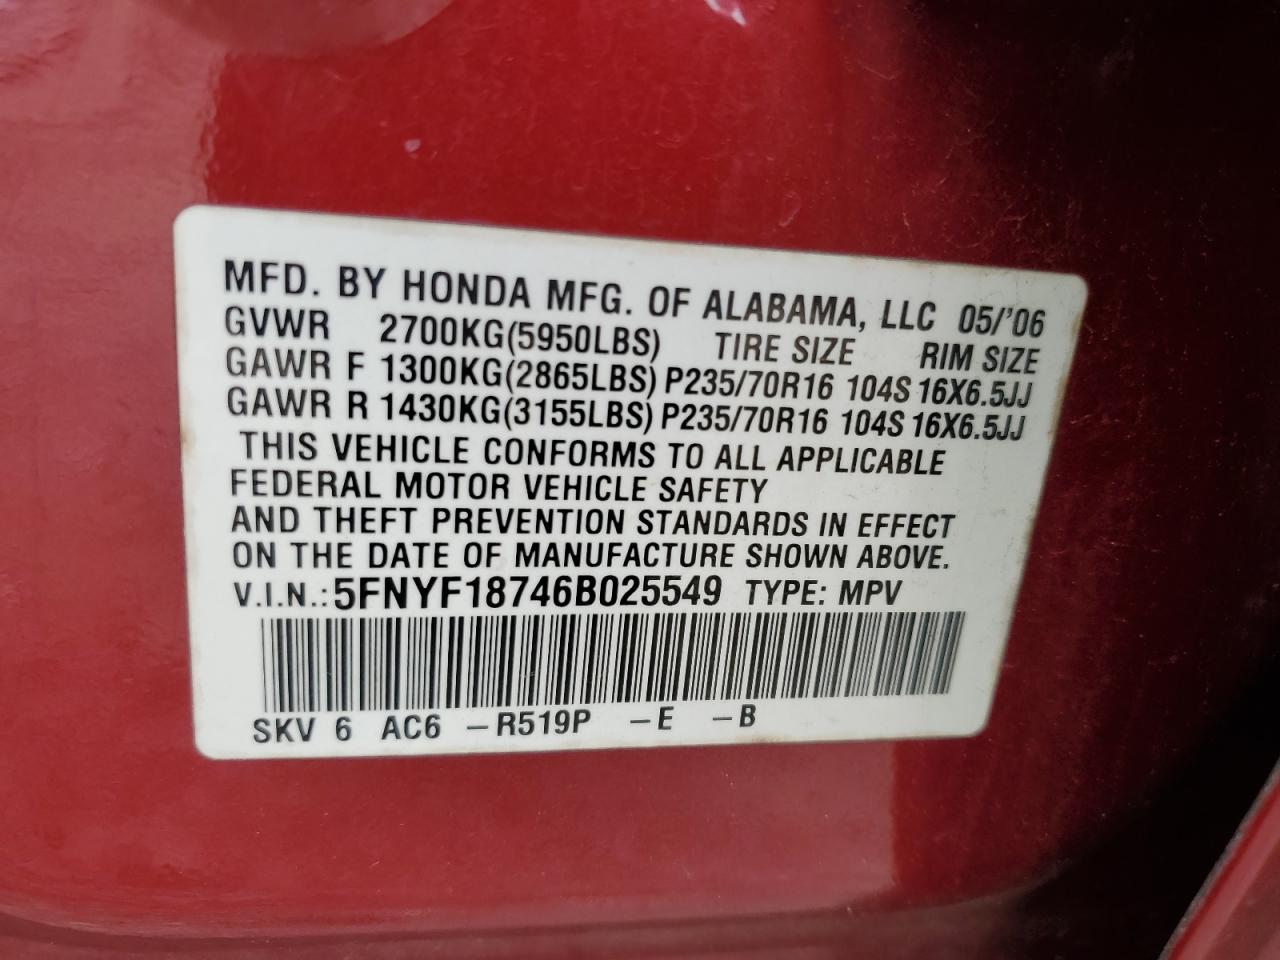 MFD. BY HONDA MFG. OF ALABAMA, LLC 05/'06
GVWR 2700KG(5950LBS) TIRE SIZE RIM SIZE
GAWR F 1300KG(2865LBS) P235/70R16 104S 16X6.5JJ
GAWR R 1430KG(3155LBS) P235/70R16 104S 16X6.5JJ
THIS VEHICLE CONFORMS TO ALL APPLICABLE
FEDERAL MOTOR VEHICLE SAFETY
AND THEFT PREVENTION STANDARDS IN EFFECT
ON THE DATE OF MANUFACTURE SHOWN ABOVE.
V.I.N.: 5FNYF18746B025549 TYPE: MPV
SKV 6 AC6 –R519P –E –B